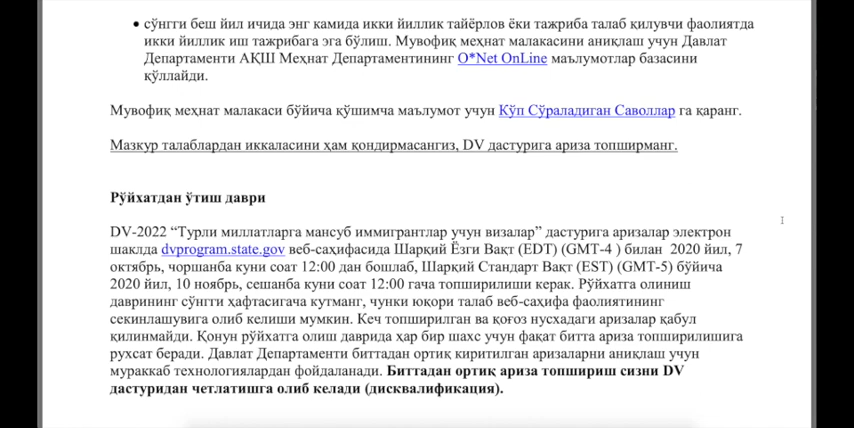 • сўнгги беш йил ичида энг камида икки йиллик тайёрлов ёки тажриба талаб қилувчи фаолиятда
икки йиллик иш тажрибага эга бўлиш. Мувофиқ меҳнат малакасини аниқлаш учун Давлат
Департаменти АҚШ Меҳнат Департаментининг O*Net OnLine маълумотлар базасини
қўллайди.
Мувофиқ меҳнат малакаси бўйича қўшимча маълумот учун Кўп Сўраладиган Саволлар га қаранг.
Мазкур талаблардан иккаласини ҳам қондирмасангиз, DV дастурига ариза топширманг.
Рўйхатдан ўтиш даври
DV-2022 “Турли миллатларга мансуб иммигрантлар учун визалар” дастурига аризалар электрон
шаклда dvprogram.state.gov веб-саҳифасида Шарқий Ёзги Вақт (EDT) (GMT-4 ) билан 2020 йил, 7
октябрь, чоршанба куни соат 12:00 дан бошлаб, Шарқий Стандарт Вақт (EST) (GMT-5) бўйича
2020 йил, 10 ноябрь, сешанба куни соат 12:00 гача топширилиши керак. Рўйхатга олиниш
даврининг сўнгги ҳафтасигача кутманг, чунки юқори талаб веб-саҳифа фаолиятининг
секинлашувига олиб келиши мумкин. Кеч топширилган ва қоғоз нусхадаги аризалар қабул
қилинмайди. Қонун рўйхатга олиш даврида ҳар бир шахс учун фақат битта ариза топширилишига
рухсат беради. Давлат Департаменти биттадан ортиқ киритилган аризаларни аниқлаш учун
мураккаб технологиялардан фойдаланади. Биттадан ортиқ ариза топшириш сизни DV
дастуридан четлатишга олиб келади (дисквалификация).